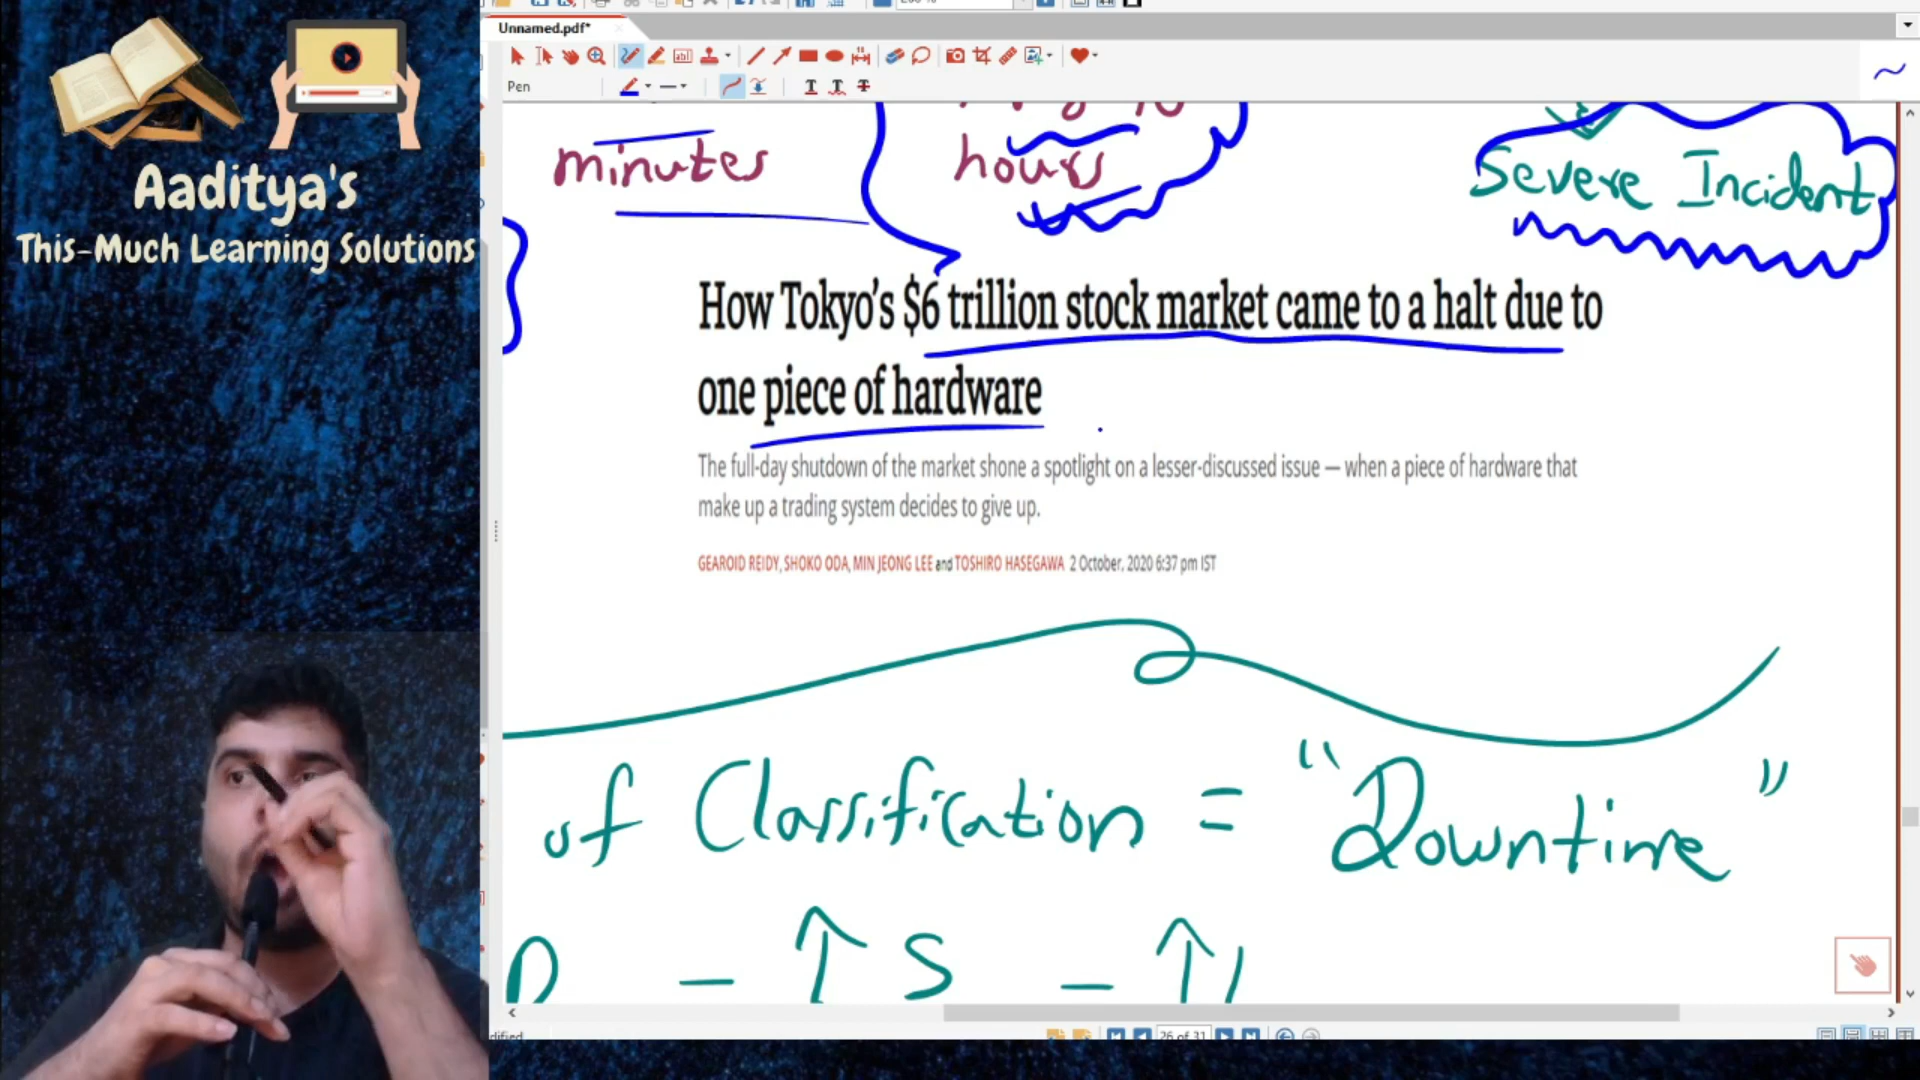 Aaditya's
This-Much Learning Solutions
Unnamed.pdf*
Pen
minutes
hours
Severe Incident
How Tokyo's $6 trillion stock market came to a halt due to
one piece of hardware
The full-day shutdown of the market shone a spotlight on a lesser-discussed issue — when a piece of hardware that
make up a trading system decides to give up.
GEAROID REIDY, SHOKO ODA, MIN JEONG LEE and TOSHIRO HASEGAWA 2 October, 2020 6:37 pm IST
of Classification = "Downtime"
- ↑ S - ↑
26 of 31